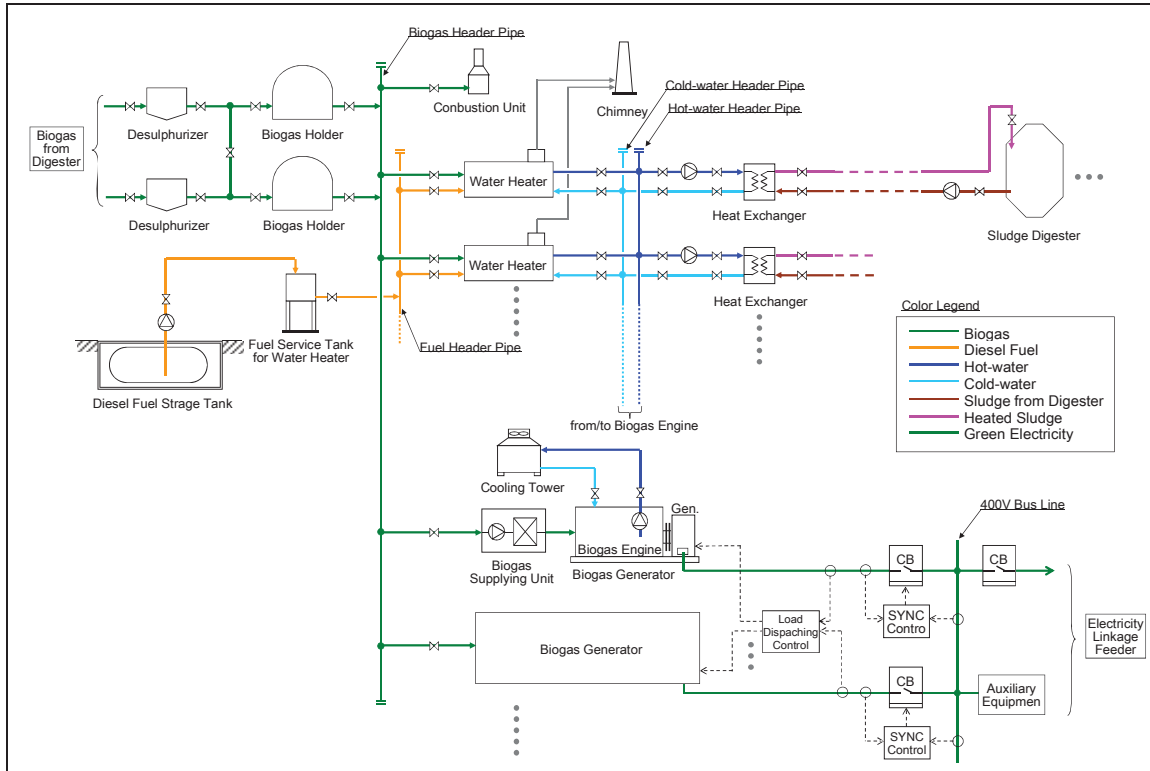 Biogas Header Pipe
Conbustion Unit
Chimney
Cold-water Header Pipe
Hot-water Header Pipe
Biogas
from
Digester
Desulphurizer
Biogas Holder
Desulphurizer
Biogas Holder
Water Heater
Heat Exchanger
Sludge Digester
Water Heater
Heat Exchanger
Fuel Service Tank
for Water Heater
Fuel Header Pipe
Diesel Fuel Strage Tank
from/to Biogas Engine
Color Legend
Biogas
Diesel Fuel
Hot-water
Cold-water
Sludge from Digester
Heated Sludge
Green Electricity
Cooling Tower
Gen.
Biogas Engine
Biogas
Supplying Unit
Biogas Generator
400V Bus Line
CB
CB
SYNC
Contro
Load
Dispaching
Control
Electricity
Linkage
Feeder
Biogas Generator
CB
Auxiliary
Equipmen
SYNC
Control